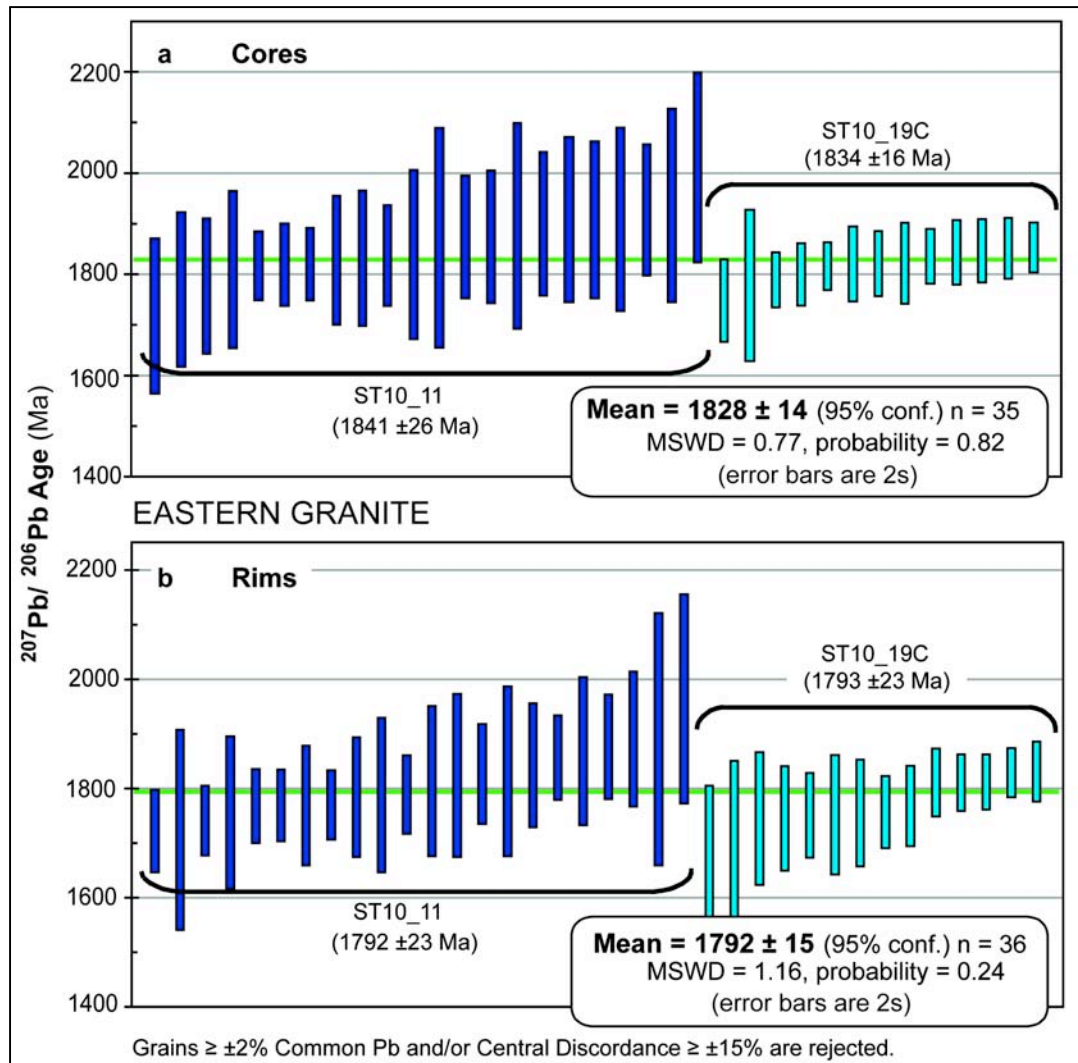 a Cores
2200
2000
1800
1600
1400
ST10_19C
(1834 ±16 Ma)
ST10_11
(1841 ±26 Ma)
Mean = 1828 ± 14 (95% conf.) n = 35
MSWD = 0.77, probability = 0.82
(error bars are 2s)
207Pb/ 206Pb Age (Ma)
EASTERN GRANITE
b Rims
2200
2000
1800
1600
1400
ST10_19C
(1793 ±23 Ma)
ST10_11
(1792 ±23 Ma)
Mean = 1792 ± 15 (95% conf.) n = 36
MSWD = 1.16, probability = 0.24
(error bars are 2s)
Grains ≥ ±2% Common Pb and/or Central Discordance ≥ ±15% are rejected.